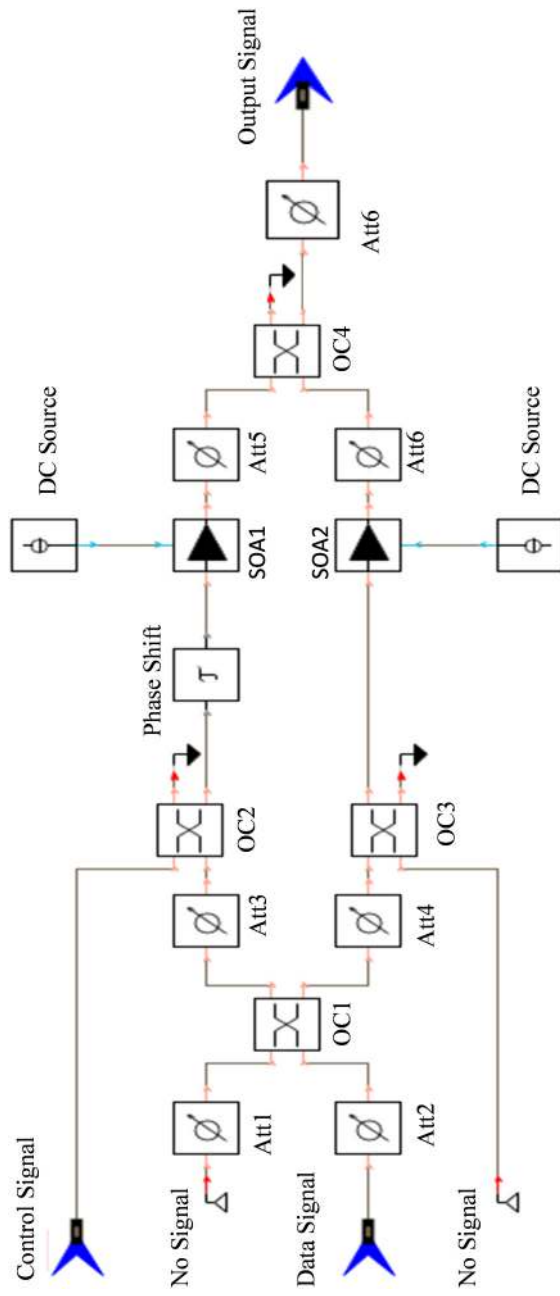 Control Signal
No Signal
Data Signal
No Signal
Att1
Att2
OC1
Att3
Att4
OC2
OC3
Phase Shift
τ
SOA1
SOA2
DC Source
DC Source
Att5
Att6
OC4
Att6
Output Signal